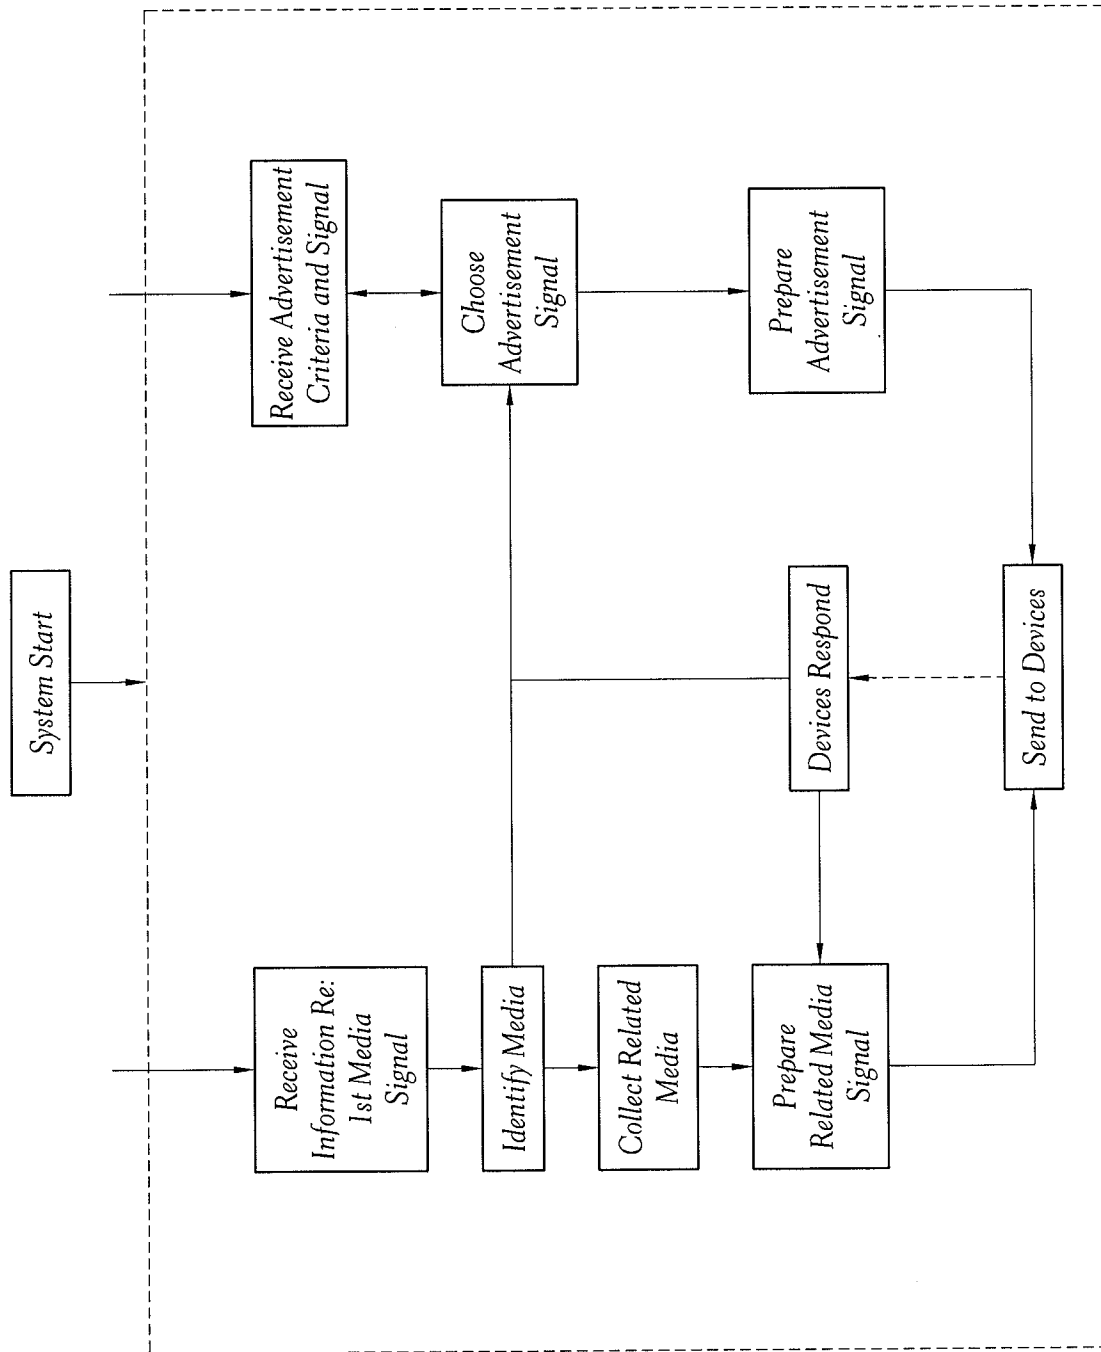 System Start
Receive
Information Re:
1st Media
Signal
Receive Advertisement
Criteria and Signal
Identify Media
Choose
Advertisement
Signal
Collect Related
Media
Prepare
Related Media
Signal
Devices Respond
Prepare
Advertisement
Signal
Send to Devices